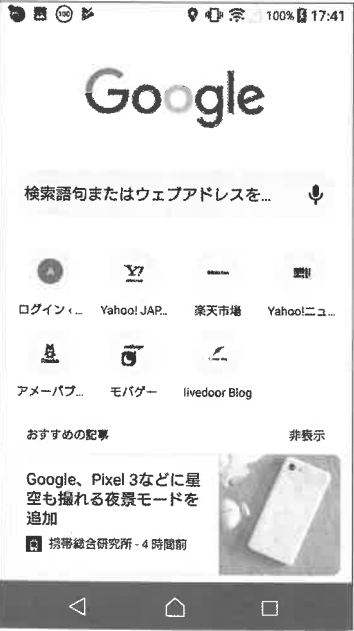 100% 17:41
Google
検索語句またはウェブアドレスを...
ログイン ‹ ...
Yahoo! JAP...
楽天市場
Yahoo!ニュ...
アメーバブ...
モバゲー
livedoor Blog
おすすめの記事
非表示
Google、Pixel 3などに星
空も撮れる夜景モードを
追加
携帯総合研究所 - 4 時間前